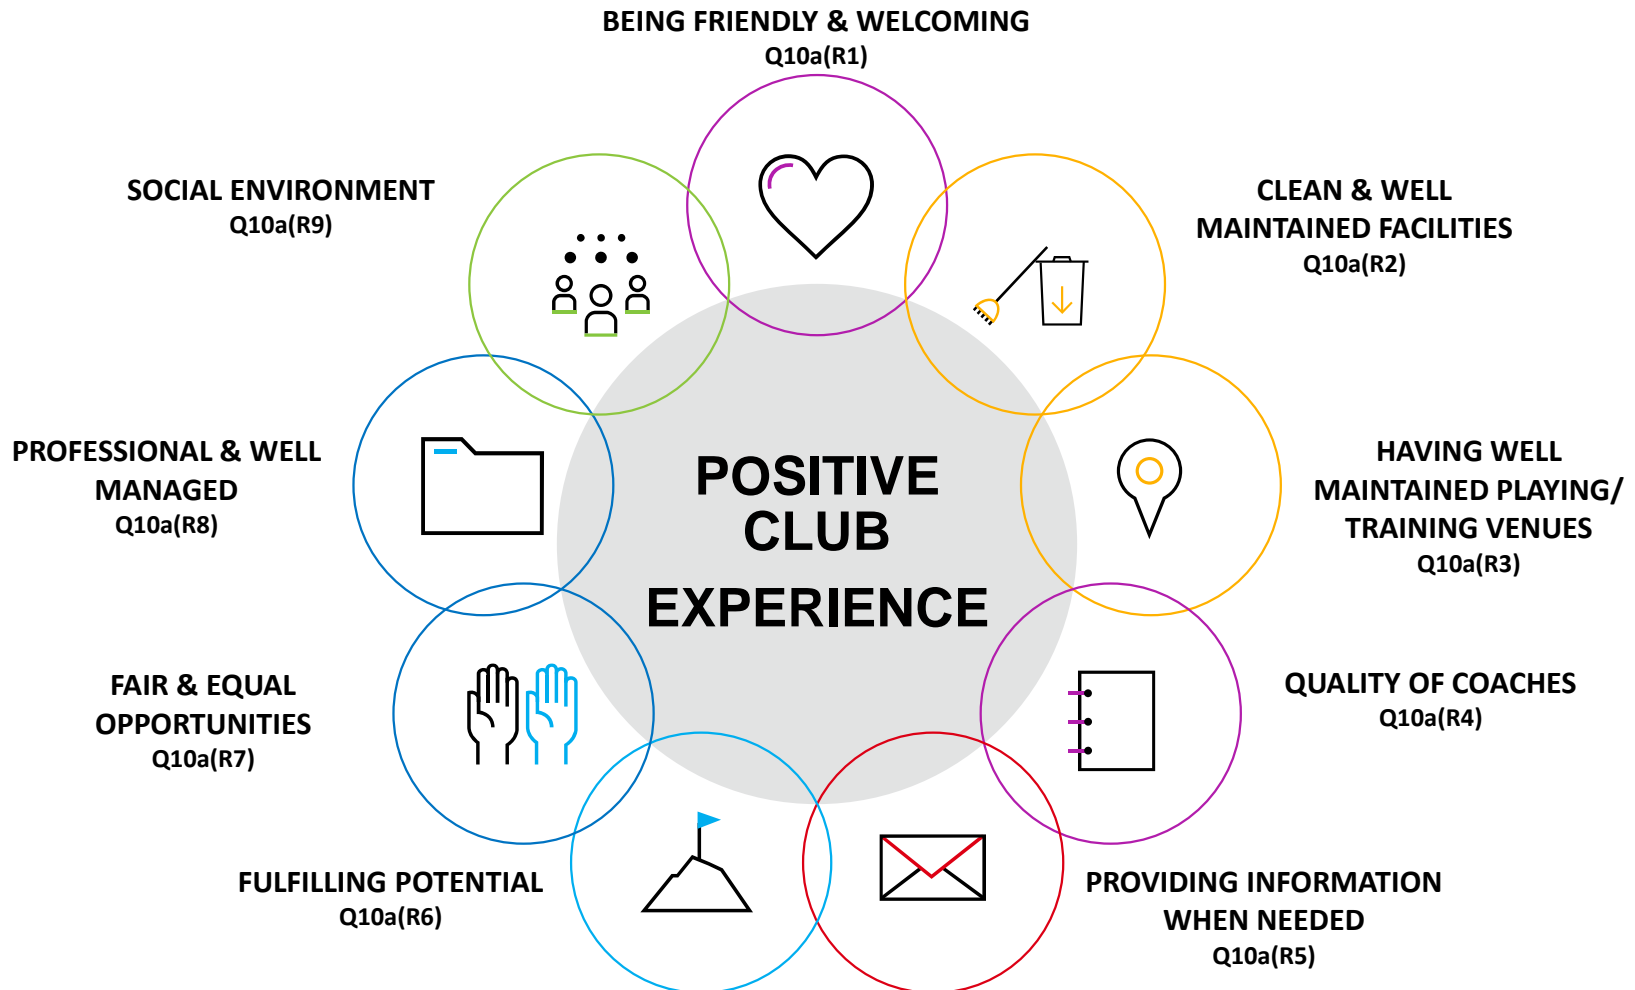 BEING FRIENDLY & WELCOMING
Q10a(R1)
CLEAN & WELL
MAINTAINED FACILITIES
Q10a(R2)
HAVING WELL
MAINTAINED PLAYING/
TRAINING VENUES
Q10a(R3)
QUALITY OF COACHES
Q10a(R4)
PROVIDING INFORMATION
WHEN NEEDED
Q10a(R5)
FULFILLING POTENTIAL
Q10a(R6)
FAIR & EQUAL
OPPORTUNITIES
Q10a(R7)
PROFESSIONAL & WELL
MANAGED
Q10a(R8)
SOCIAL ENVIRONMENT
Q10a(R9)
POSITIVE
CLUB
EXPERIENCE